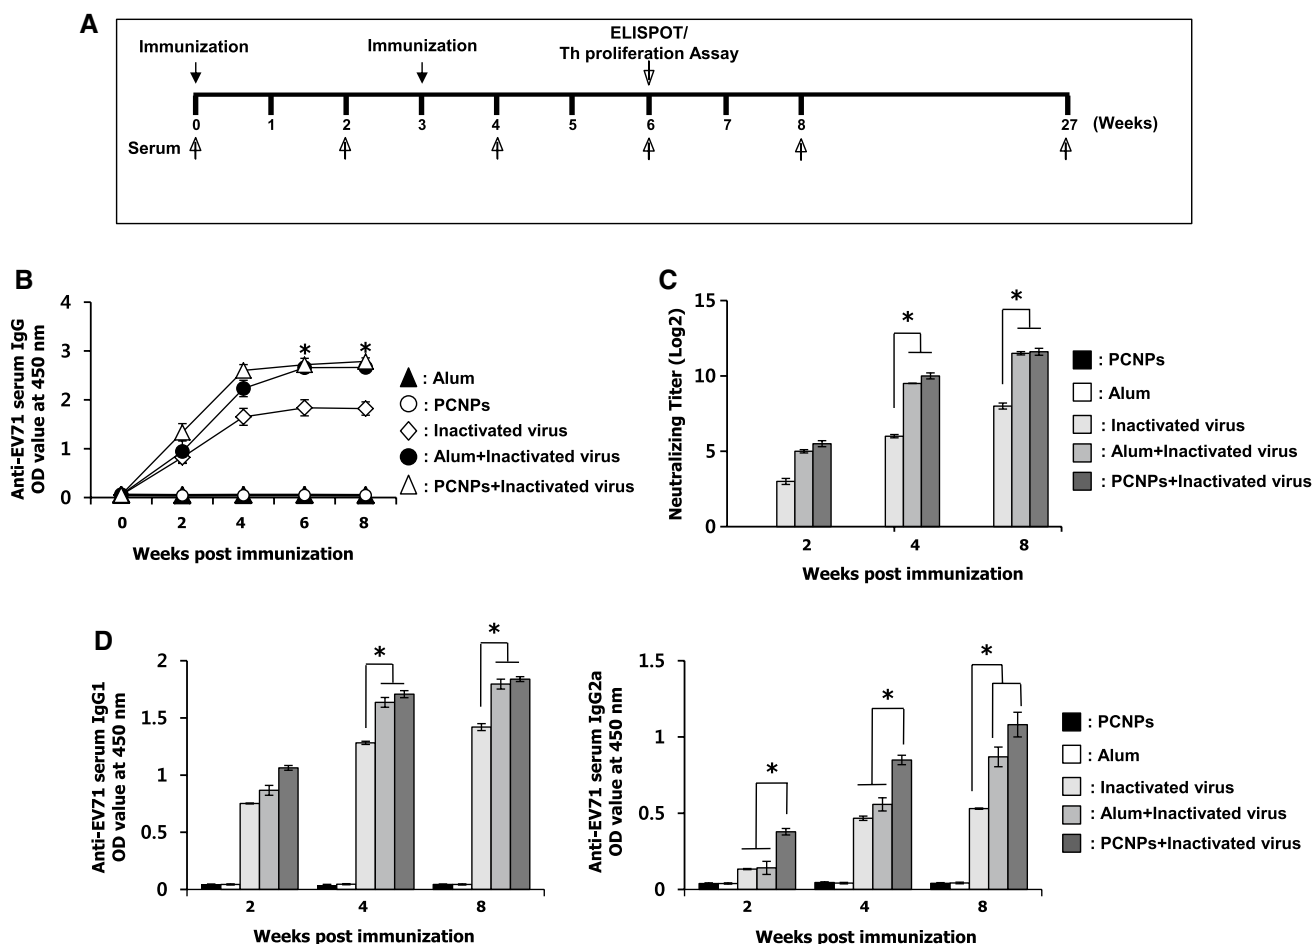 A
Immunization
Immunization
ELISPOT/
Th proliferation Assay
0 1 2 3 4 5 6 7 8 27 (Weeks)
Serum
B
Anti-EV71 serum IgG
OD value at 450 nm
4
3
2
1
0
* *
0 2 4 6 8
Weeks post immunization
: Alum
: PCNPs
: Inactivated virus
: Alum+Inactivated virus
: PCNPs+Inactivated virus
C
Neutralizing Titer (Log2)
15
10
5
0
* *
2 4 8
Weeks post immunization
: PCNPs
: Alum
: Inactivated virus
: Alum+Inactivated virus
: PCNPs+Inactivated virus
D
Anti-EV71 serum IgG1
OD value at 450 nm
2
1.5
1
0.5
0
* *
2 4 8
Weeks post immunization
Anti-EV71 serum IgG2a
OD value at 450 nm
1.5
1
0.5
0
* * *
2 4 8
Weeks post immunization
: PCNPs
: Alum
: Inactivated virus
: Alum+Inactivated virus
: PCNPs+Inactivated virus